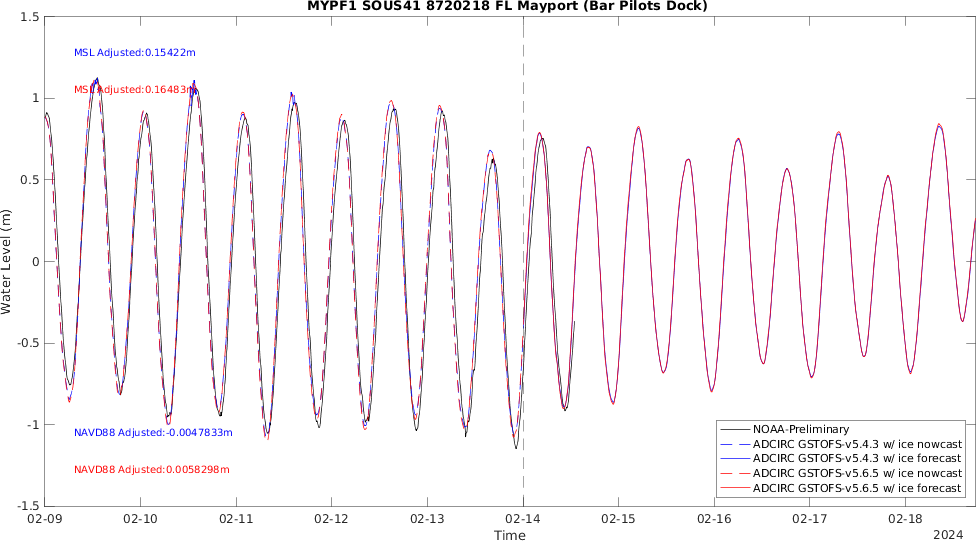 MYPF1 SOUS41 8720218 FL Mayport (Bar Pilots Dock)
1.5
1
0.5
0
-0.5
-1
-1.5
Water Level (m)
MSL Adjusted:0.15422m
MSL Adjusted:0.16483m
NAVD88 Adjusted:-0.0047833m
NAVD88 Adjusted:0.0058298m
NOAA-Preliminary
ADCIRC GSTOFS-v5.4.3 w/ ice nowcast
ADCIRC GSTOFS-v5.4.3 w/ ice forecast
ADCIRC GSTOFS-v5.6.5 w/ ice nowcast
ADCIRC GSTOFS-v5.6.5 w/ ice forecast
02-09 02-10 02-11 02-12 02-13 02-14 02-15 02-16 02-17 02-18
Time
2024